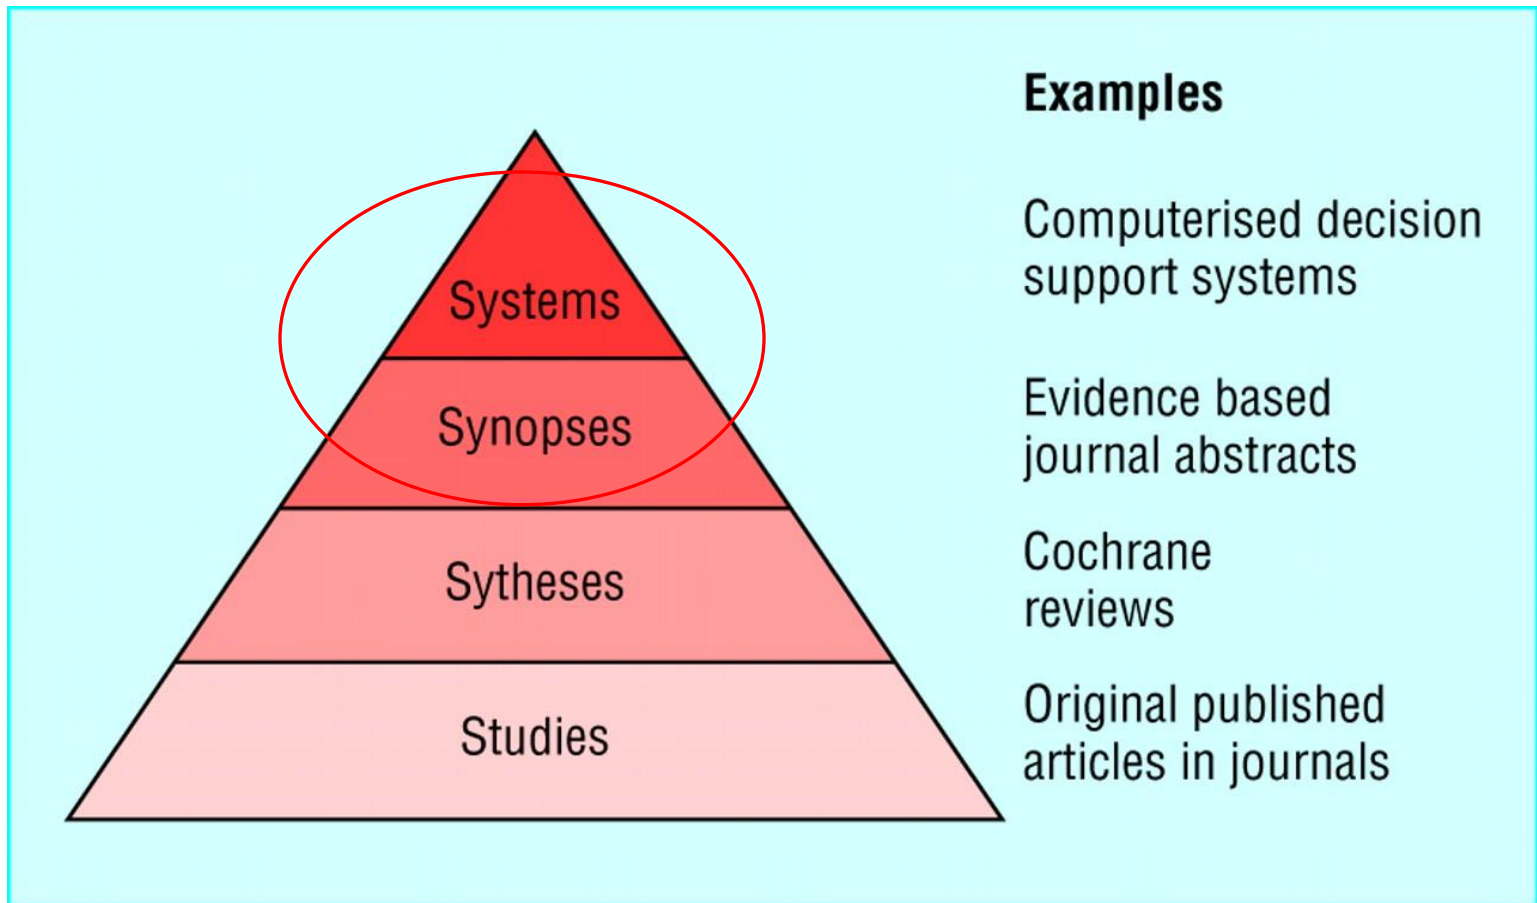 Examples
Systems
Computerised decision
support systems
Synopses
Evidence based
journal abstracts
Sytheses
Cochrane
reviews
Studies
Original published
articles in journals